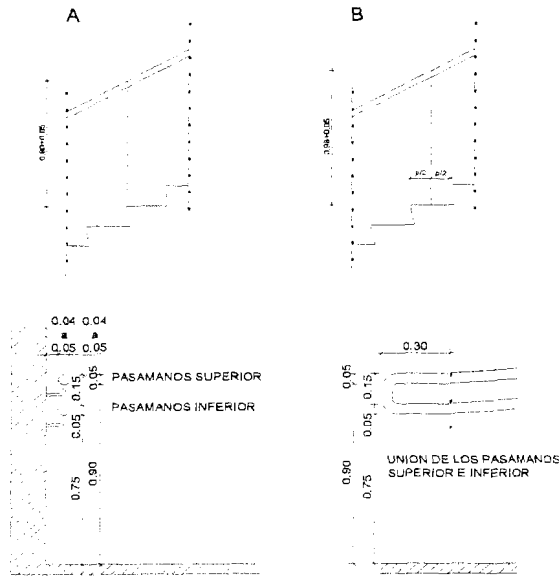 A
B
0.90+0.05
0.98+0.05
p/2 p/2
0.04 0.04
a a
0.05 0.05
0.05
0.15
0.05
0.75
0.90
PASAMANOS SUPERIOR
PASAMANOS INFERIOR
0.30
0.05
0.15
0.05
0.90
0.75
UNION DE LOS PASAMANOS
SUPERIOR E INFERIOR